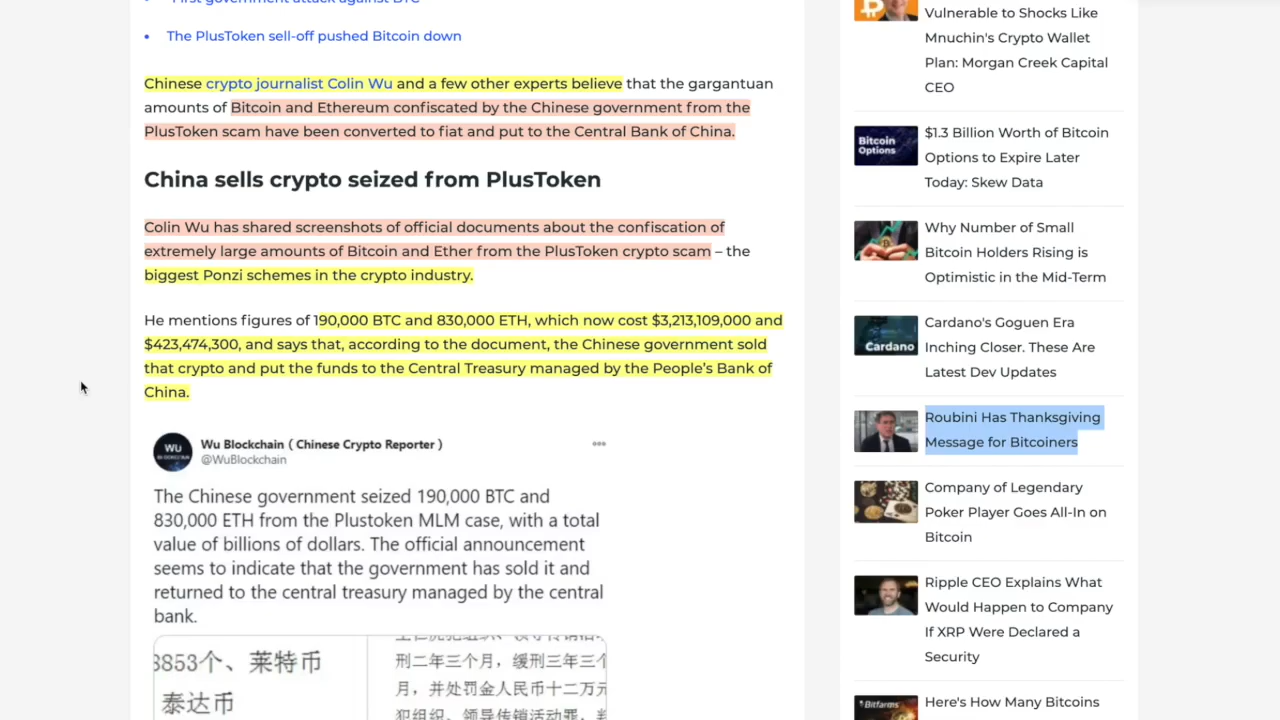 First government attack against BTC
The PlusToken sell-off pushed Bitcoin down
Chinese crypto journalist Colin Wu and a few other experts believe that the gargantuan
amounts of Bitcoin and Ethereum confiscated by the Chinese government from the
PlusToken scam have been converted to fiat and put to the Central Bank of China.
China sells crypto seized from PlusToken
Colin Wu has shared screenshots of official documents about the confiscation of
extremely large amounts of Bitcoin and Ether from the PlusToken crypto scam – the
biggest Ponzi schemes in the crypto industry.
He mentions figures of 190,000 BTC and 830,000 ETH, which now cost $3,213,109,000 and
$423,474,300, and says that, according to the document, the Chinese government sold
that crypto and put the funds to the Central Treasury managed by the People's Bank of
China.
WU
Wu Blockchain ( Chinese Crypto Reporter )
@WuBlockchain
The Chinese government seized 190,000 BTC and
830,000 ETH from the Plustoken MLM case, with a total
value of billions of dollars. The official announcement
seems to indicate that the government has sold it and
returned to the central treasury managed by the central
bank.
3853个、莱特币
泰达币
刑二年三个月，缓刑三年三个
月，并处罚金人民币十二万元
犯组织、领导传销活动罪，判
Vulnerable to Shocks Like
Mnuchin's Crypto Wallet
Plan: Morgan Creek Capital
CEO
Bitcoin
Options
$1.3 Billion Worth of Bitcoin
Options to Expire Later
Today: Skew Data
Why Number of Small
Bitcoin Holders Rising is
Optimistic in the Mid-Term
Cardano
Cardano's Goguen Era
Inching Closer. These Are
Latest Dev Updates
Roubini Has Thanksgiving
Message for Bitcoiners
Company of Legendary
Poker Player Goes All-In on
Bitcoin
Ripple CEO Explains What
Would Happen to Company
If XRP Were Declared a
Security
Bitfarms
Here's How Many Bitcoins